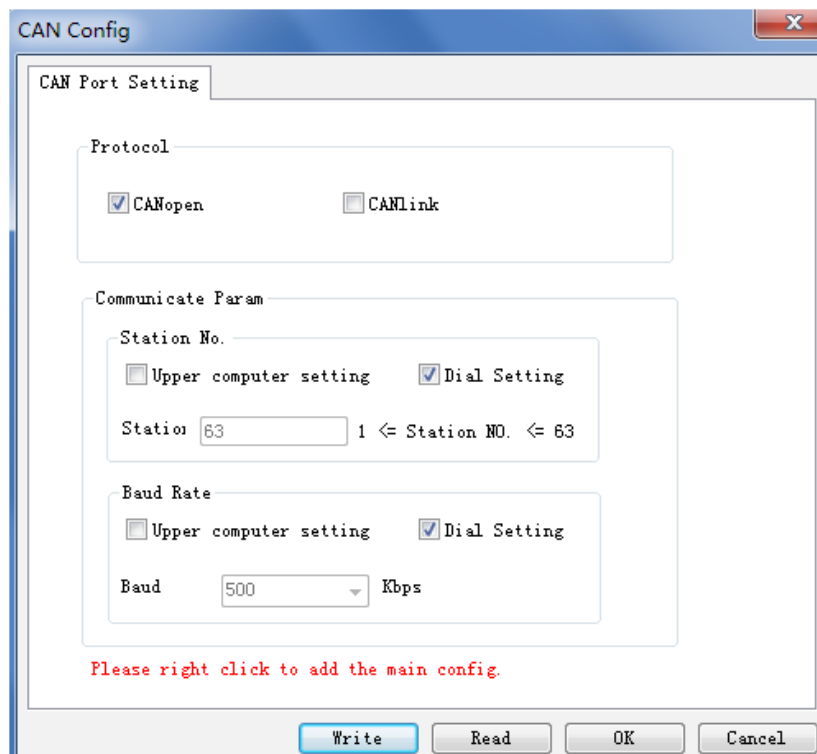 CAN Config
CAN Port Setting
Protocol
CANopen CANlink
Communicate Param
Station No.
Upper computer setting Dial Setting
Statio 63 1 <= Station NO. <= 63
Baud Rate
Upper computer setting Dial Setting
Baud 500 Kbps
Please right click to add the main config.
Write Read OK Cancel